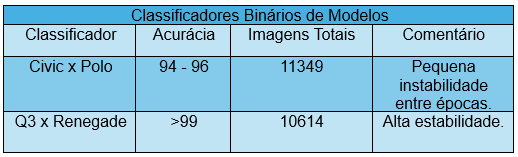 Classificadores Binários de Modelos
Classificador Acurácia Imagens Totais Comentário
Civic x Polo 94 - 96 11349 Pequena
instabilidade
entre épocas.
Q3 x Renegade >99 10614 Alta estabilidade.